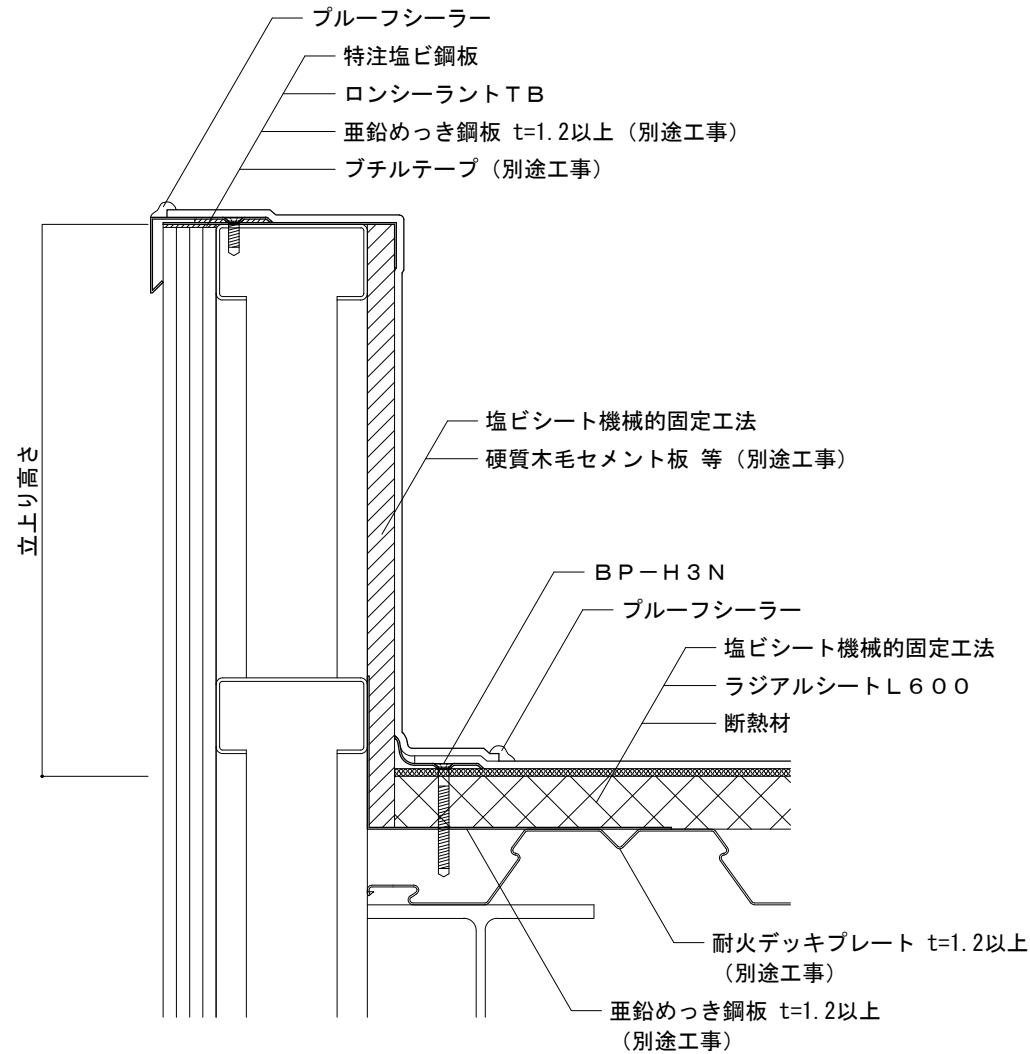 プルーフシーラー
特注塩ビ鋼板
ロンシーラントＴＢ
亜鉛めっき鋼板 t=1.2以上（別途工事）
ブチルテープ（別途工事）
立上り高さ
塩ビシート機械的固定工法
硬質木毛セメント板 等（別途工事）
ＢＰ－Ｈ３Ｎ
プルーフシーラー
塩ビシート機械的固定工法
ラジアルシートＬ６００
断熱材
耐火デッキプレート t=1.2以上
（別途工事）
亜鉛めっき鋼板 t=1.2以上
（別途工事）